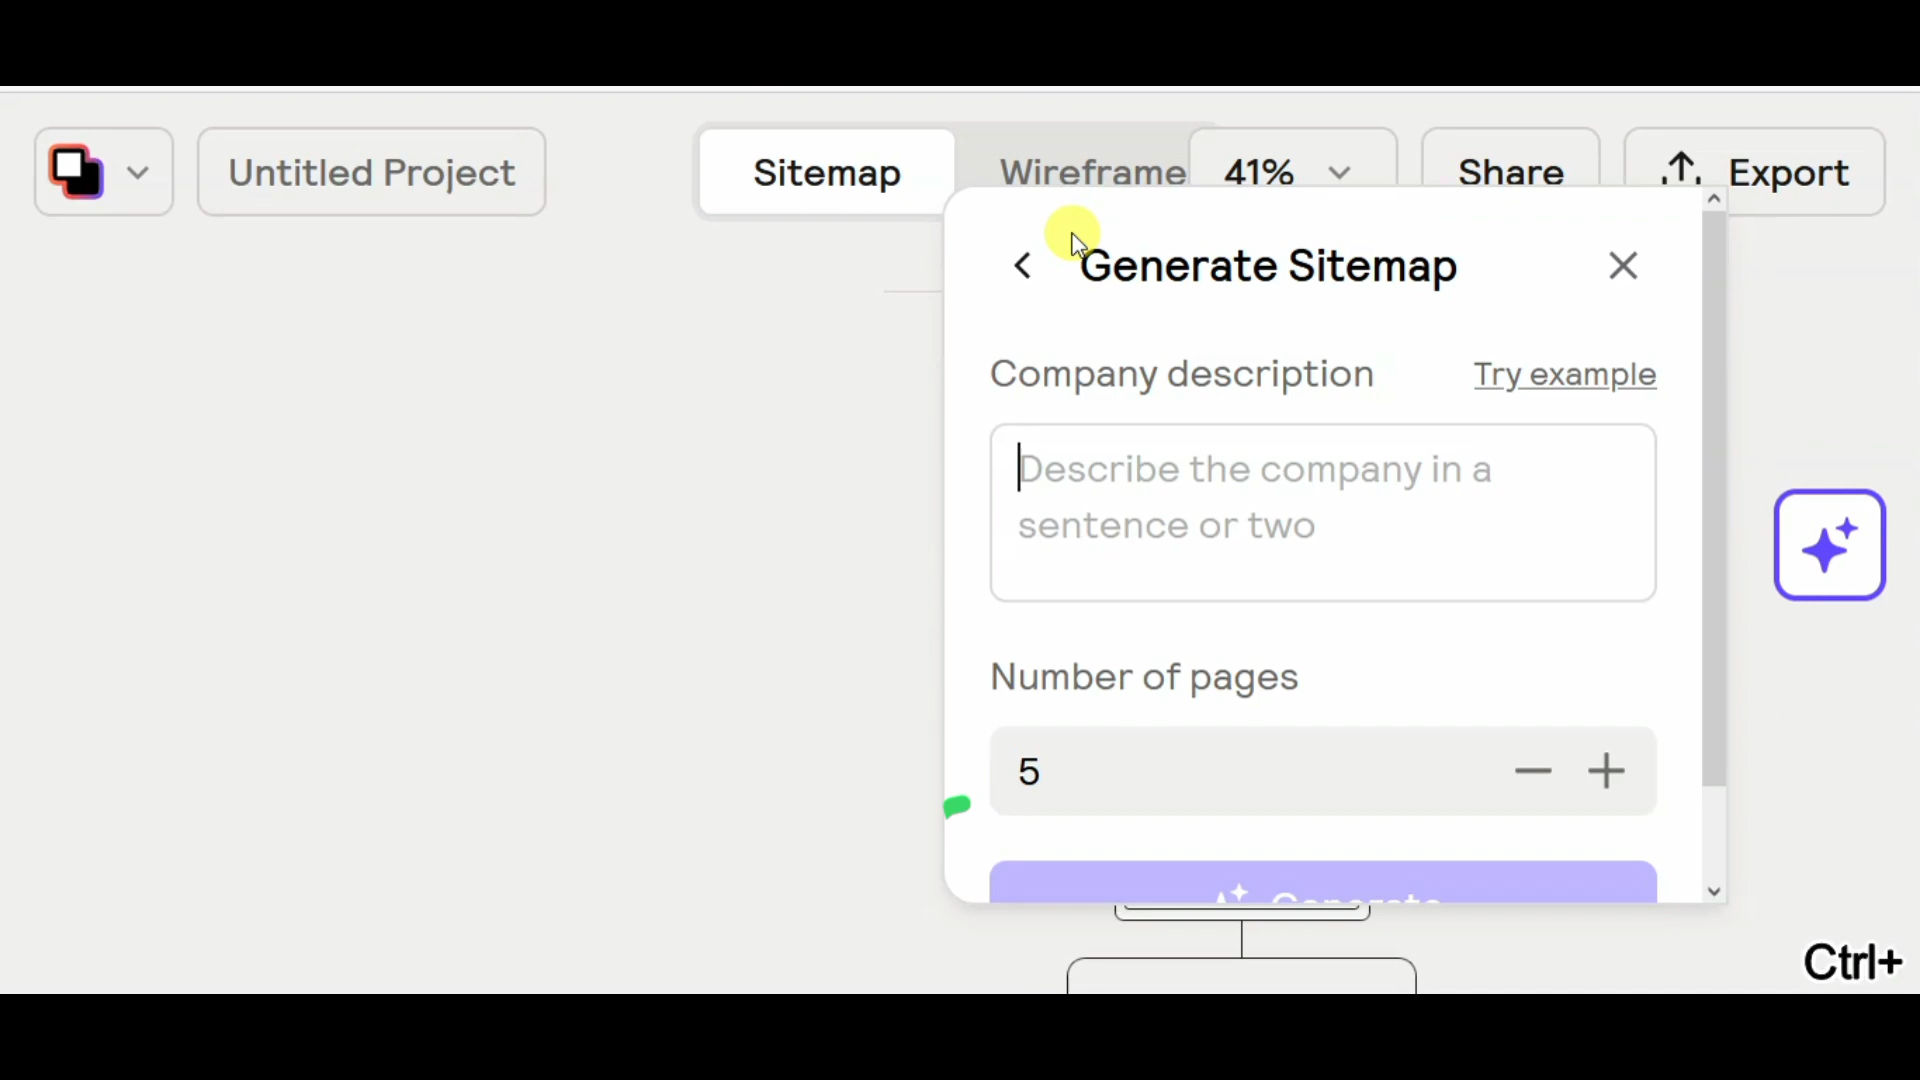 Untitled Project
Sitemap
Wireframe
41%
Share
Export
Generate Sitemap
Company description
Try example
Describe the company in a
sentence or two
Number of pages
5
Generate
Ctrl+